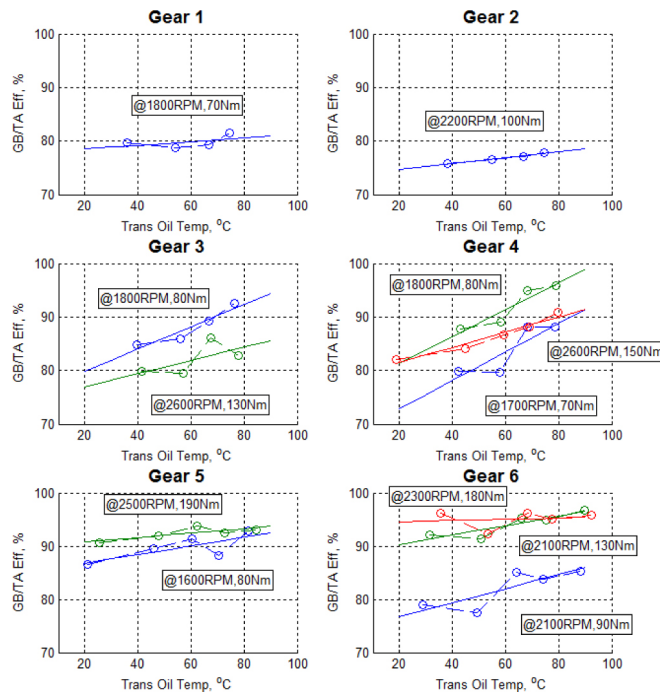 Gear 1
GB/TA Eff, %
100
90
80
70
@1800RPM,70Nm
20 40 60 80 100
Trans Oil Temp, °C
Gear 2
GB/TA Eff, %
100
90
80
70
@2200RPM,100Nm
20 40 60 80 100
Trans Oil Temp, °C
Gear 3
GB/TA Eff, %
100
90
80
70
@1800RPM,80Nm
@2600RPM,130Nm
20 40 60 80 100
Trans Oil Temp, °C
Gear 4
GB/TA Eff, %
100
90
80
70
@1800RPM,80Nm
@2600RPM,150Nm
@1700RPM,70Nm
20 40 60 80 100
Trans Oil Temp, °C
Gear 5
GB/TA Eff, %
100
90
80
70
@2500RPM,190Nm
@1600RPM,80Nm
20 40 60 80 100
Trans Oil Temp, °C
Gear 6
GB/TA Eff, %
100
90
80
70
@2300RPM,180Nm
@2100RPM,130Nm
@2100RPM,90Nm
20 40 60 80 100
Trans Oil Temp, °C